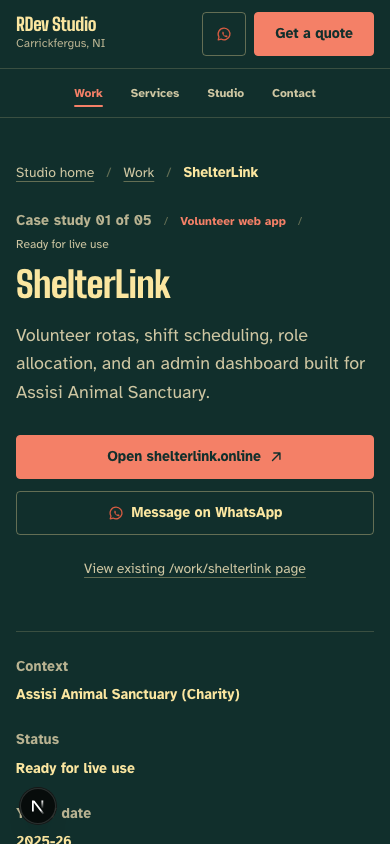 RDev Studio
Carrickfergus, NI
Get a quote
Work Services Studio Contact
Studio home / Work / ShelterLink
Case study 01 of 05 / Volunteer web app /
Ready for live use
ShelterLink
Volunteer rotas, shift scheduling, role
allocation, and an admin dashboard built for
Assisi Animal Sanctuary.
Open shelterlink.online
Message on WhatsApp
View existing /work/shelterlink page
Context
Assisi Animal Sanctuary (Charity)
Status
Ready for live use
N date
2025-26